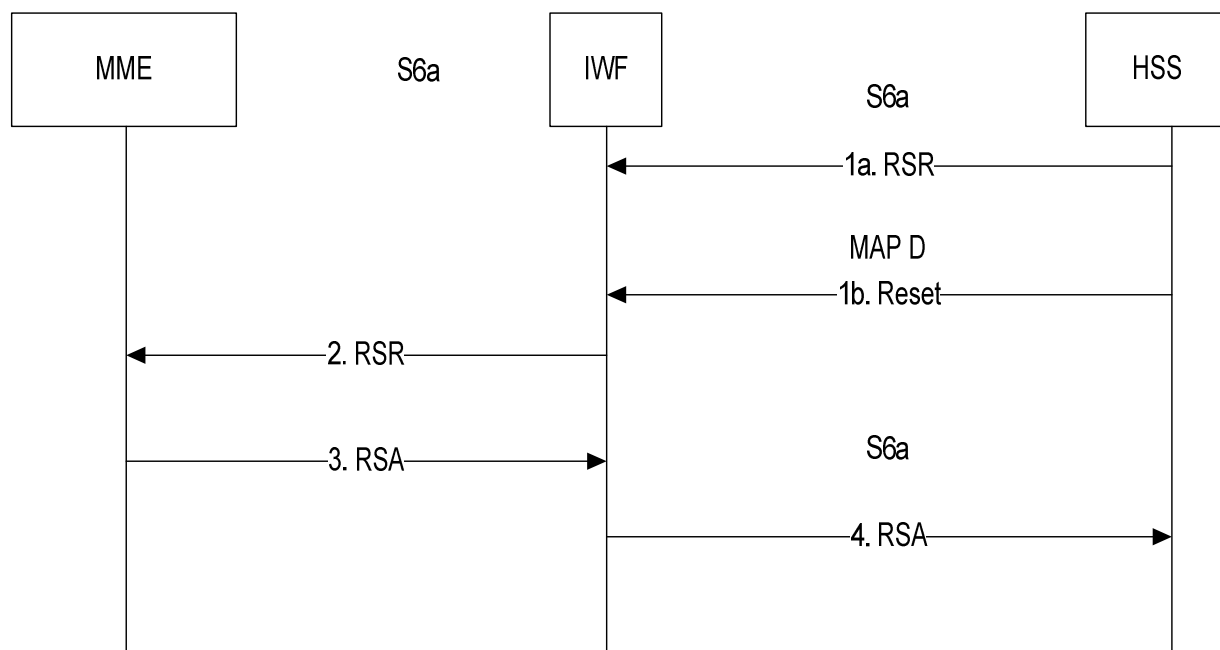 MME
S6a
IWF
HSS
S6a
1a. RSR
MAP D
1b. Reset
2. RSR
3. RSA
S6a
4. RSA